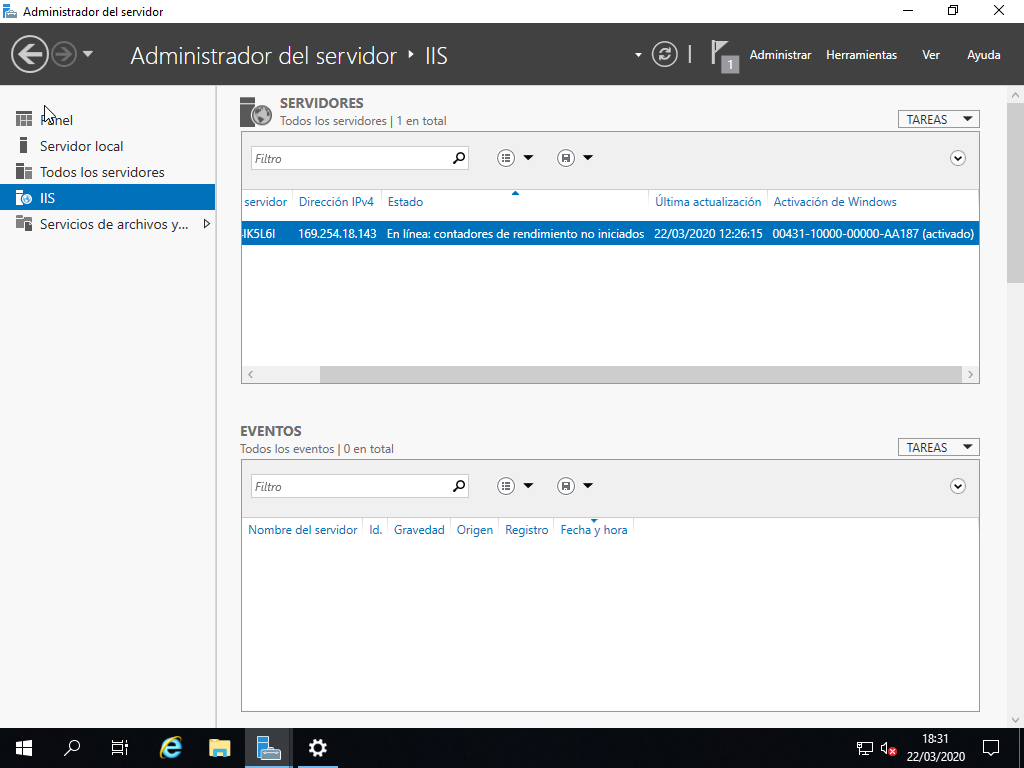 Administrador del servidor
Administrador del servidor ‣ IIS
1
Administrar
Herramientas
Ver
Ayuda
Panel
Servidor local
Todos los servidores
IIS
Servicios de archivos y...
SERVIDORES
Todos los servidores | 1 en total
TAREAS
Filtro
servidor Dirección IPv4 Estado Última actualización Activación de Windows
-IK5L6I 169.254.18.143 En línea: contadores de rendimiento no iniciados 22/03/2020 12:26:15 00431-10000-00000-AA187 (activado)
EVENTOS
Todos los eventos | 0 en total
TAREAS
Filtro
Nombre del servidor Id. Gravedad Origen Registro Fecha y hora
18:31
22/03/2020